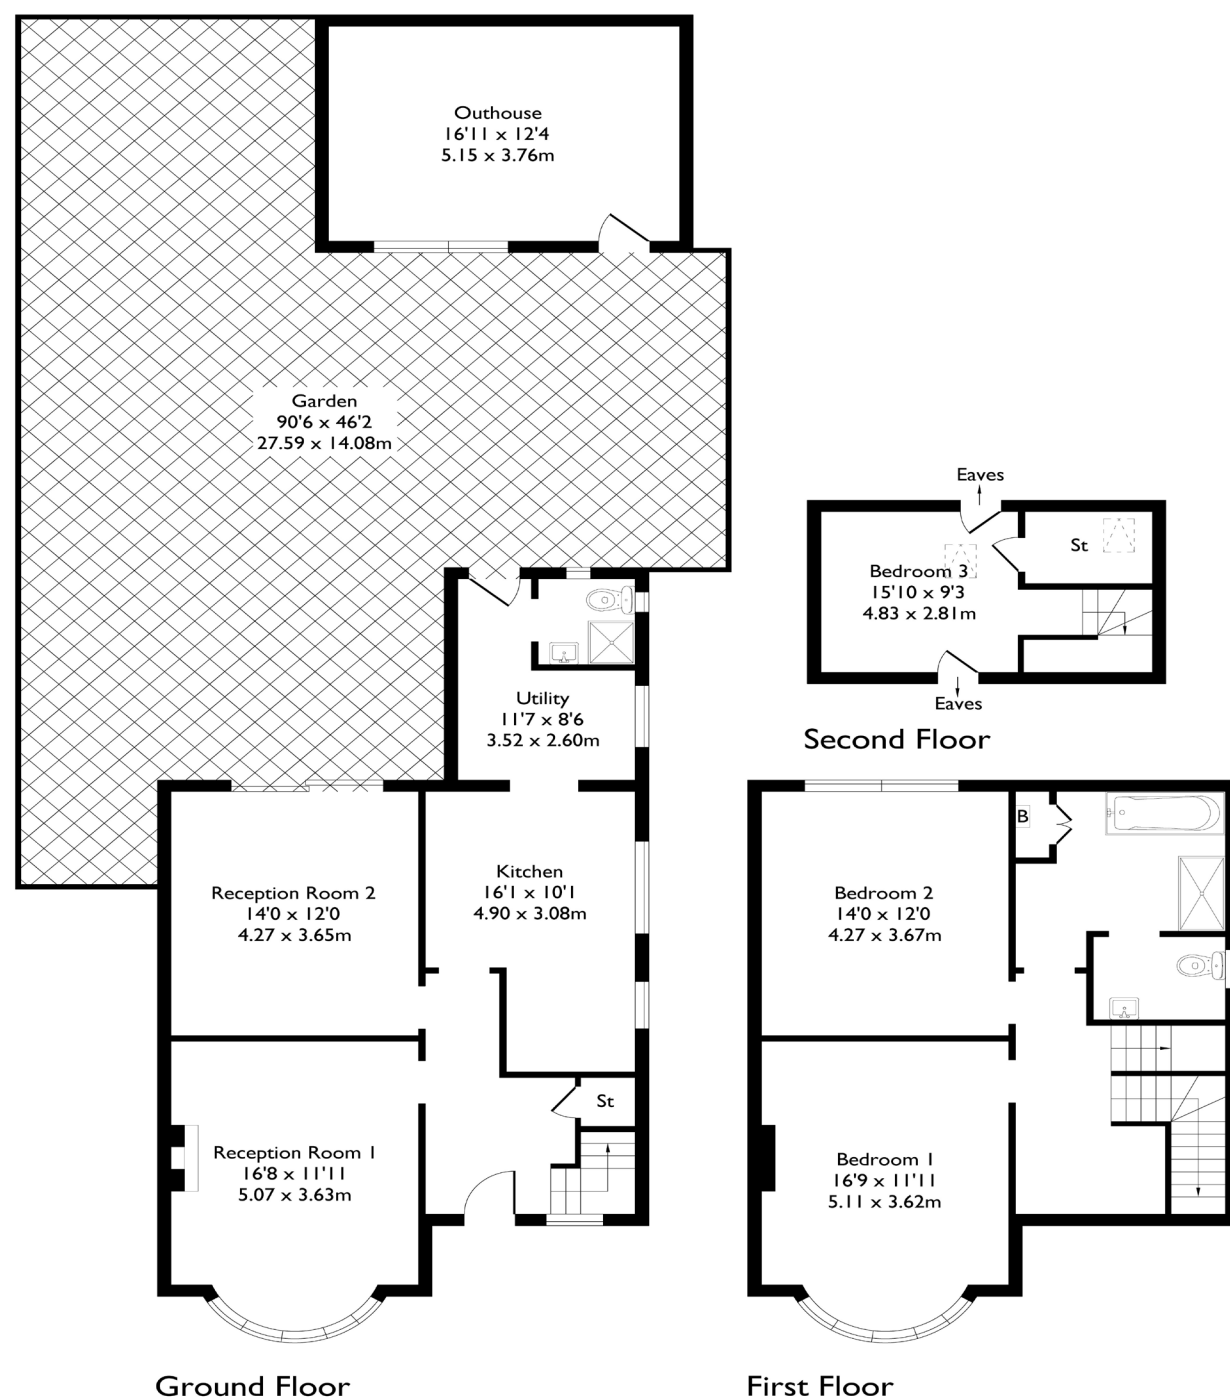 Outhouse
16'11 x 12'4
5.15 x 3.76m
Garden
90'6 x 46'2
27.59 x 14.08m
Utility
11'7 x 8'6
3.52 x 2.60m
Kitchen
16'1 x 10'1
4.90 x 3.08m
Reception Room 2
14'0 x 12'0
4.27 x 3.65m
St
Reception Room 1
16'8 x 11'11
5.07 x 3.63m
Ground Floor
Eaves
St
Bedroom 3
15'10 x 9'3
4.83 x 2.81m
Eaves
Second Floor
B
Bedroom 2
14'0 x 12'0
4.27 x 3.67m
Bedroom 1
16'9 x 11'11
5.11 x 3.62m
First Floor